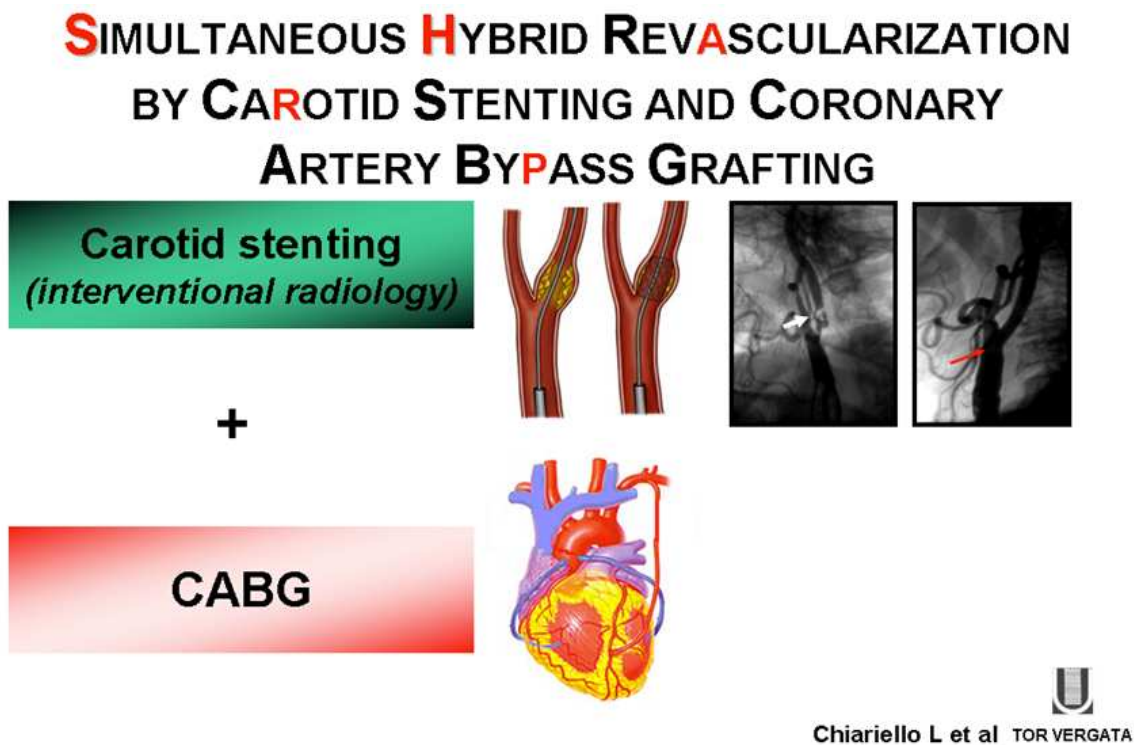 SIMULTANEOUS HYBRID REVASCULARIZATION
BY CAROTID STENTING AND CORONARY
ARTERY BYPASS GRAFTING
Carotid stenting
(interventional radiology)
+
CABG
Chiariello L et al TOR VERGATA